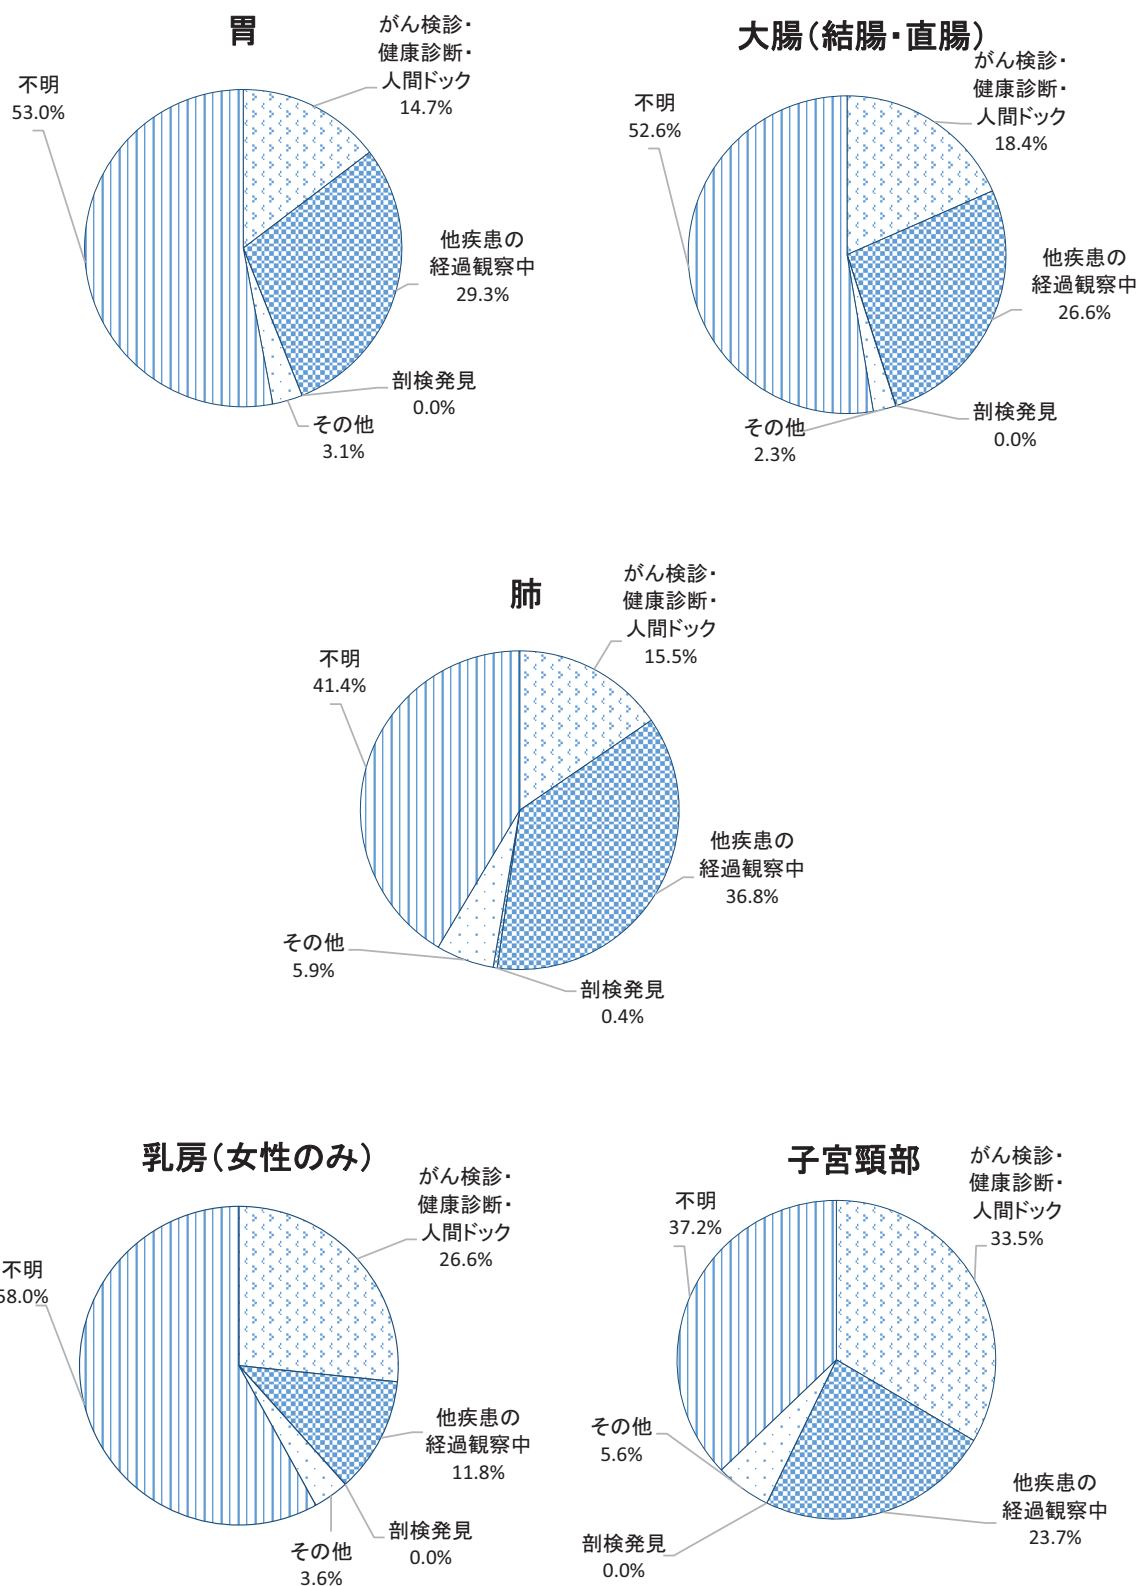 胃
がん検診・
健康診断・
人間ドック
14.7%
不明
53.0%
他疾患の
経過観察中
29.3%
剖検発見
0.0%
その他
3.1%
大腸（結腸・直腸）
がん検診・
健康診断・
人間ドック
18.4%
不明
52.6%
他疾患の
経過観察中
26.6%
剖検発見
0.0%
その他
2.3%
肺
がん検診・
健康診断・
人間ドック
15.5%
不明
41.4%
他疾患の
経過観察中
36.8%
その他
5.9%
剖検発見
0.4%
乳房（女性のみ）
がん検診・
健康診断・
人間ドック
26.6%
不明
58.0%
他疾患の
経過観察中
11.8%
剖検発見
0.0%
その他
3.6%
子宮頸部
がん検診・
健康診断・
人間ドック
33.5%
不明
37.2%
その他
5.6%
他疾患の
経過観察中
23.7%
剖検発見
0.0%